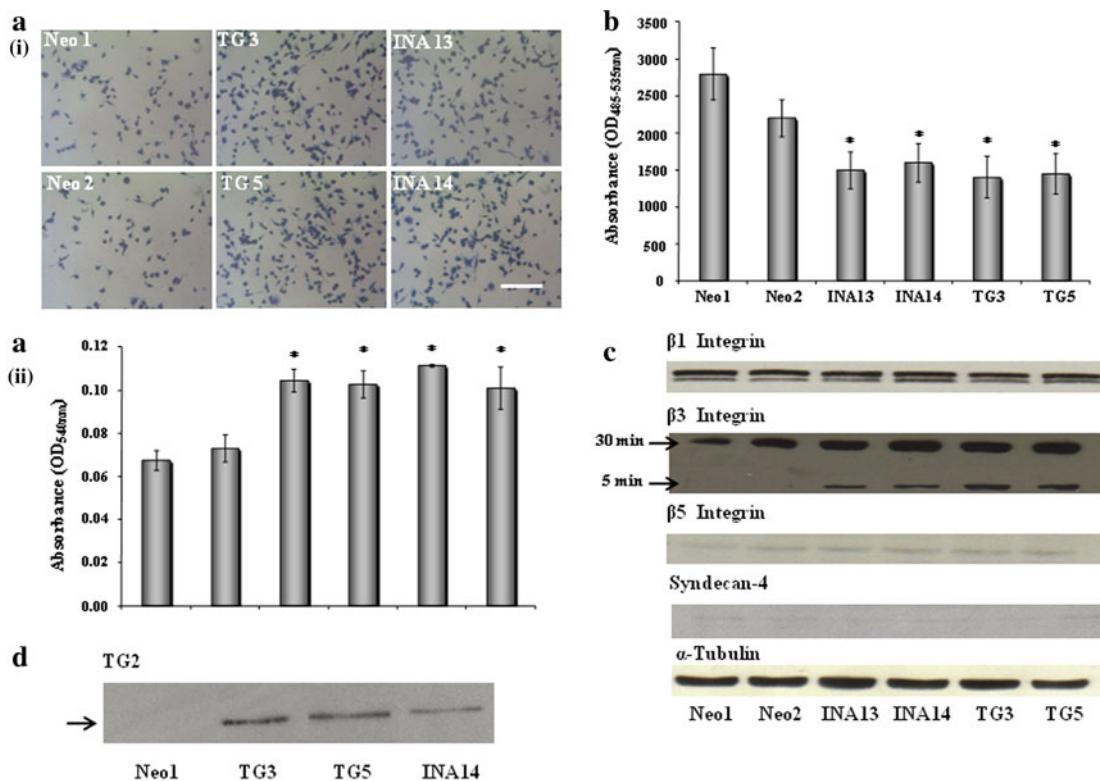 a
(i)
Neo 1
TG 3
INA 13
Neo 2
TG 5
INA 14
b
Absorbance (OD485-535nm)
3500
3000
2500
2000
1500
1000
500
0
* * * *
Neo1 Neo2 INA13 INA14 TG3 TG5
a
(ii)
Absorbance (OD540nm)
0.12
0.10
0.08
0.06
0.04
0.02
0.00
* * * *
c
β1 Integrin
β3 Integrin
30 min
5 min
β5 Integrin
Syndecan-4
α-Tubulin
Neo1 Neo2 INA13 INA14 TG3 TG5
d
TG2
Neo1 TG3 TG5 INA14